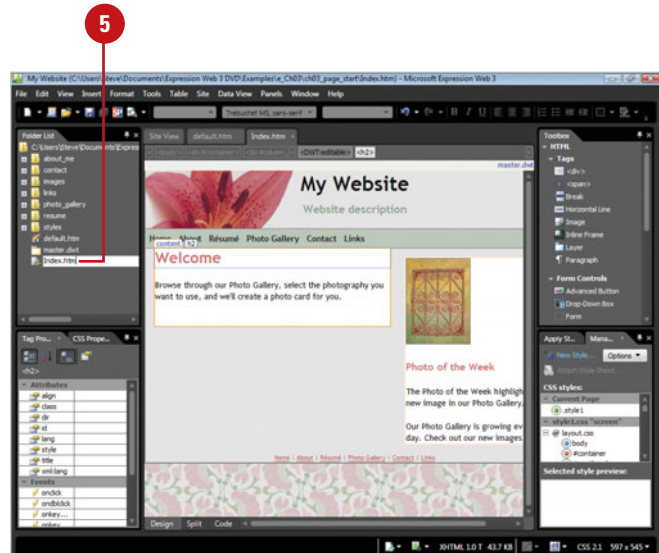 5
My Website (C:\Users\Steve\Documents\Expression Web 3 DVD\Examples\e_Ch03\ch03_page_start\Index.htm) - Microsoft Expression Web 3
File Edit View Insert Format Tools Table Site Data View Panels Window Help
Trebuchet MS, sans-serif
B I U
Folder List
C:\Users\Steve\Documents\Expres
about_me
contact
images
links
photo_gallery
resume
styles
default.htm
master.dwt
Index.htm
Site View default.htm Index.htm
<body> <div#container> <DWT:editable> <h2>
master.dwt
My Website
Website description
Home About Résumé Photo Gallery Contact Links
content h2
Welcome
Browse through our Photo Gallery, select the photography you
want to use, and we'll create a photo card for you.
Photo of the Week
The Photo of the Week highligh
new image in our Photo Gallery.
Our Photo Gallery is growing ev
day. Check out our new images.
Home | About | Résumé | Photo Gallery | Contact | Links
Design Split Code
Toolbox
HTML
Tags
<div>
<span>
Break
Horizontal Line
Image
Inline Frame
Layer
Paragraph
Form Controls
Advanced Button
Drop-Down Box
Form
Tag Pro... CSS Prope...
<h2>
Attributes
align
class
dir
id
lang
style
title
xml:lang
Events
onclick
ondblclick
onkey...
onkey
Apply St... Mana...
New Style... Options
Attach Style Sheet...
CSS styles:
Current Page
.style1
style1.css "screen"
layout.css
body
#container
Selected style preview:
XHTML 1.0 T 43.7 KB CSS 2.1 597 x 545